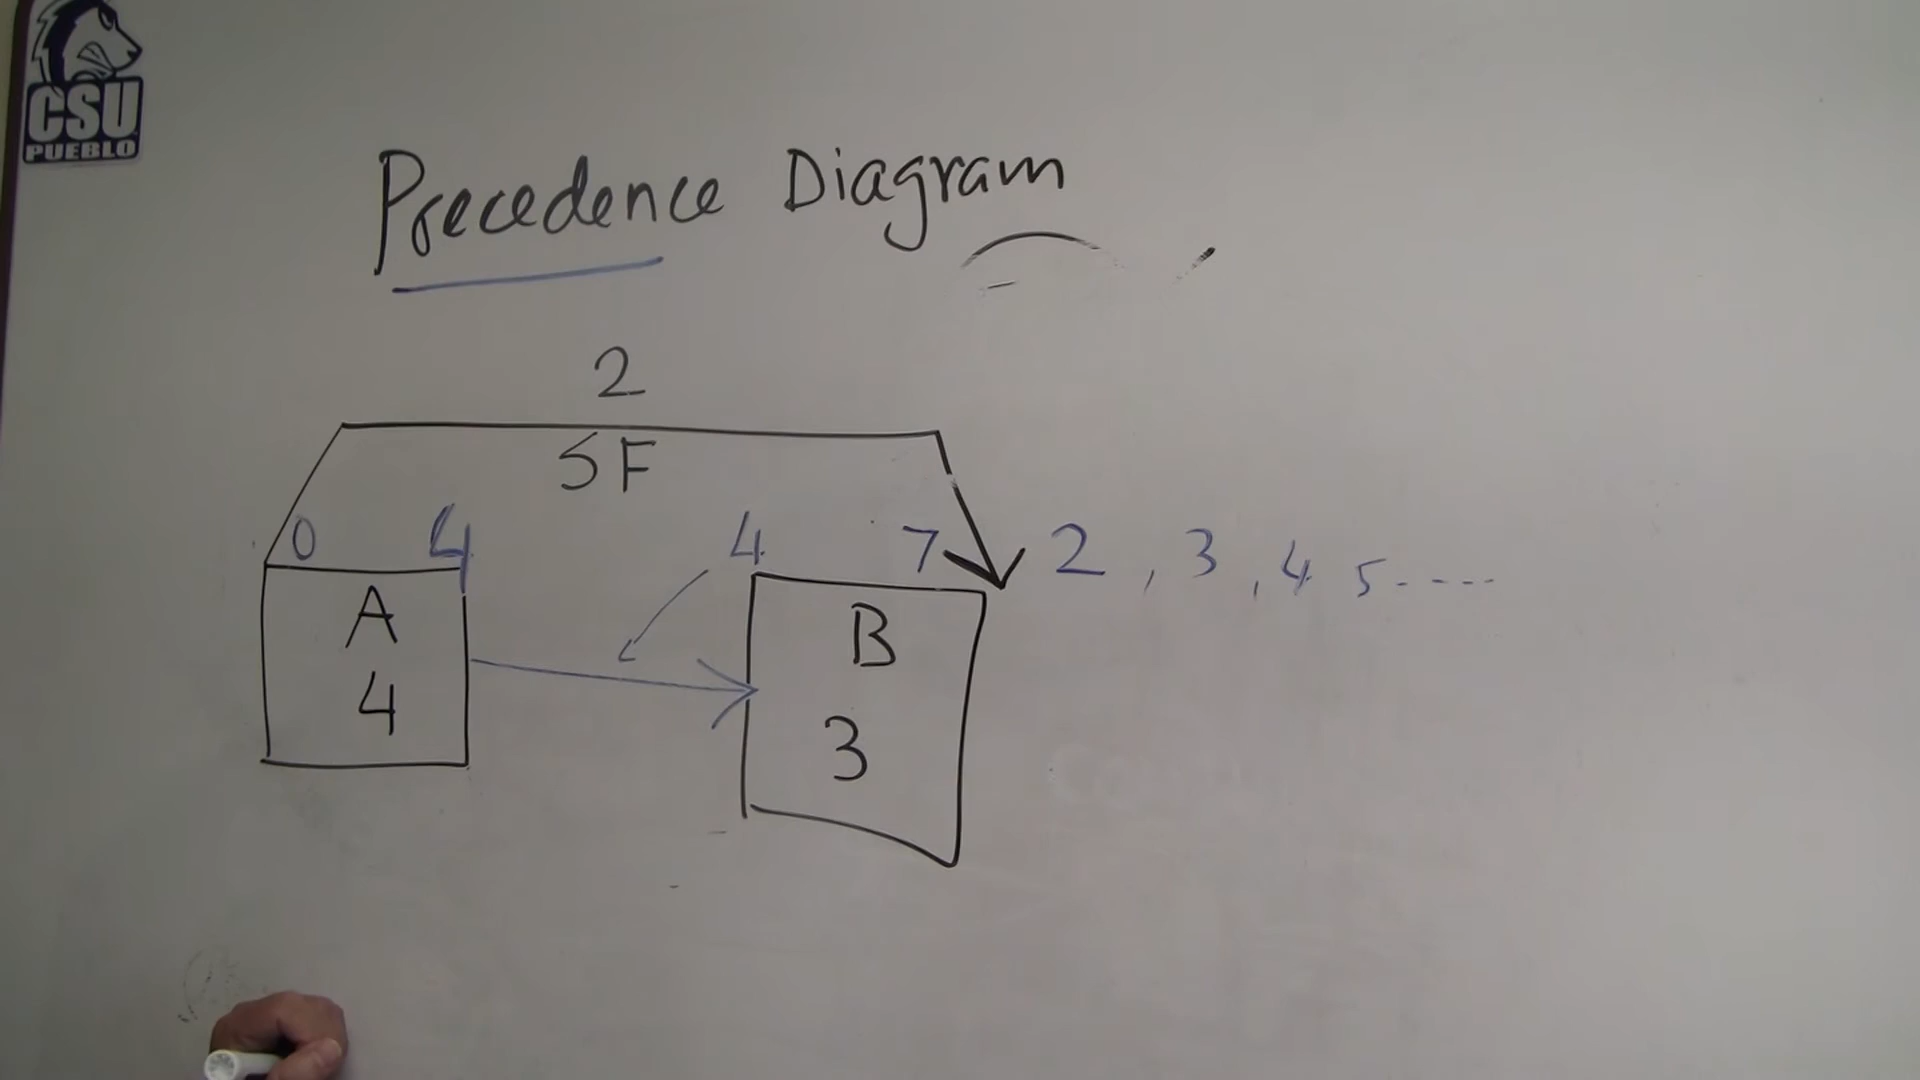 CSU
PUEBLO
Precedence Diagram
2
SF
0 4 4 7 2, 3, 4 5-----
A B
4 3